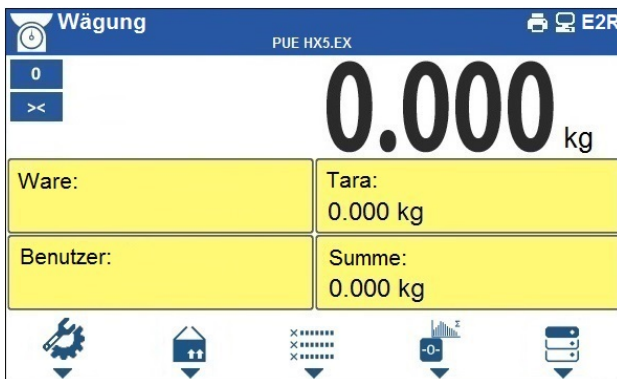 Wägung
PUE HX5.EX
E2R
0
><
0.000 kg
Ware:
Tara:
0.000 kg
Benutzer:
Summe:
0.000 kg
-0-
Σ